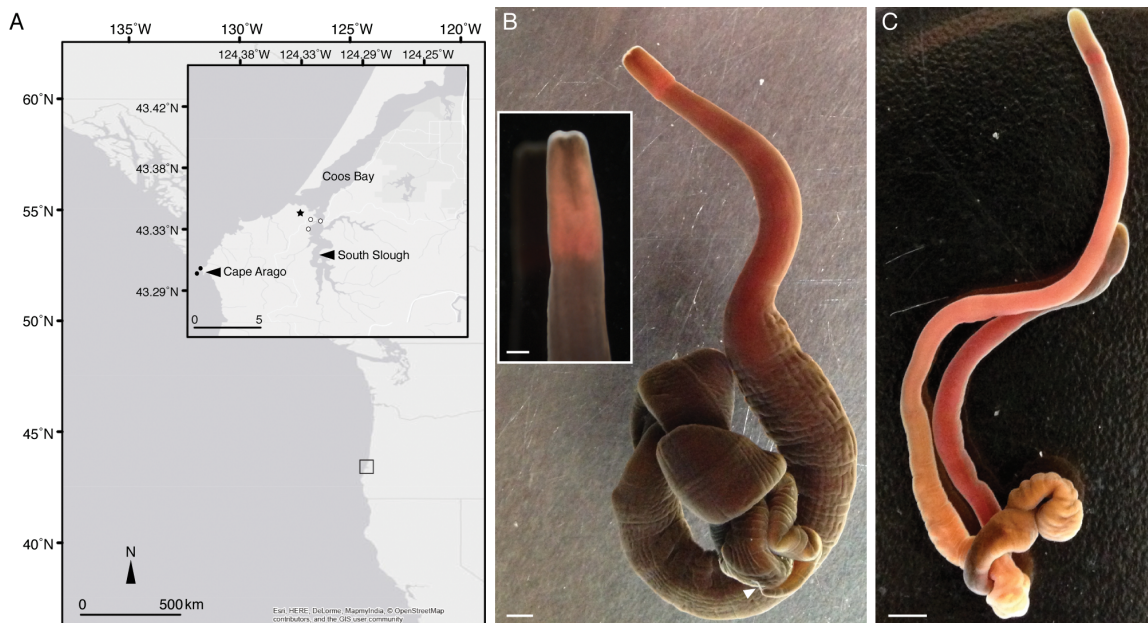 A
135˚W
130˚W
125˚W
120˚W
124.38˚W
124.33˚W
124.29˚W
124.25˚W
60˚N
55˚N
50˚N
45˚N
40˚N
43.42˚N
43.38˚N
43.33˚N
43.29˚N
Coos Bay
South Slough
Cape Arago
0 5
N
0 500 km
Esri, HERE, DeLorme, MapmyIndia, © OpenStreetMap
contributors, and the GIS user community
B
C